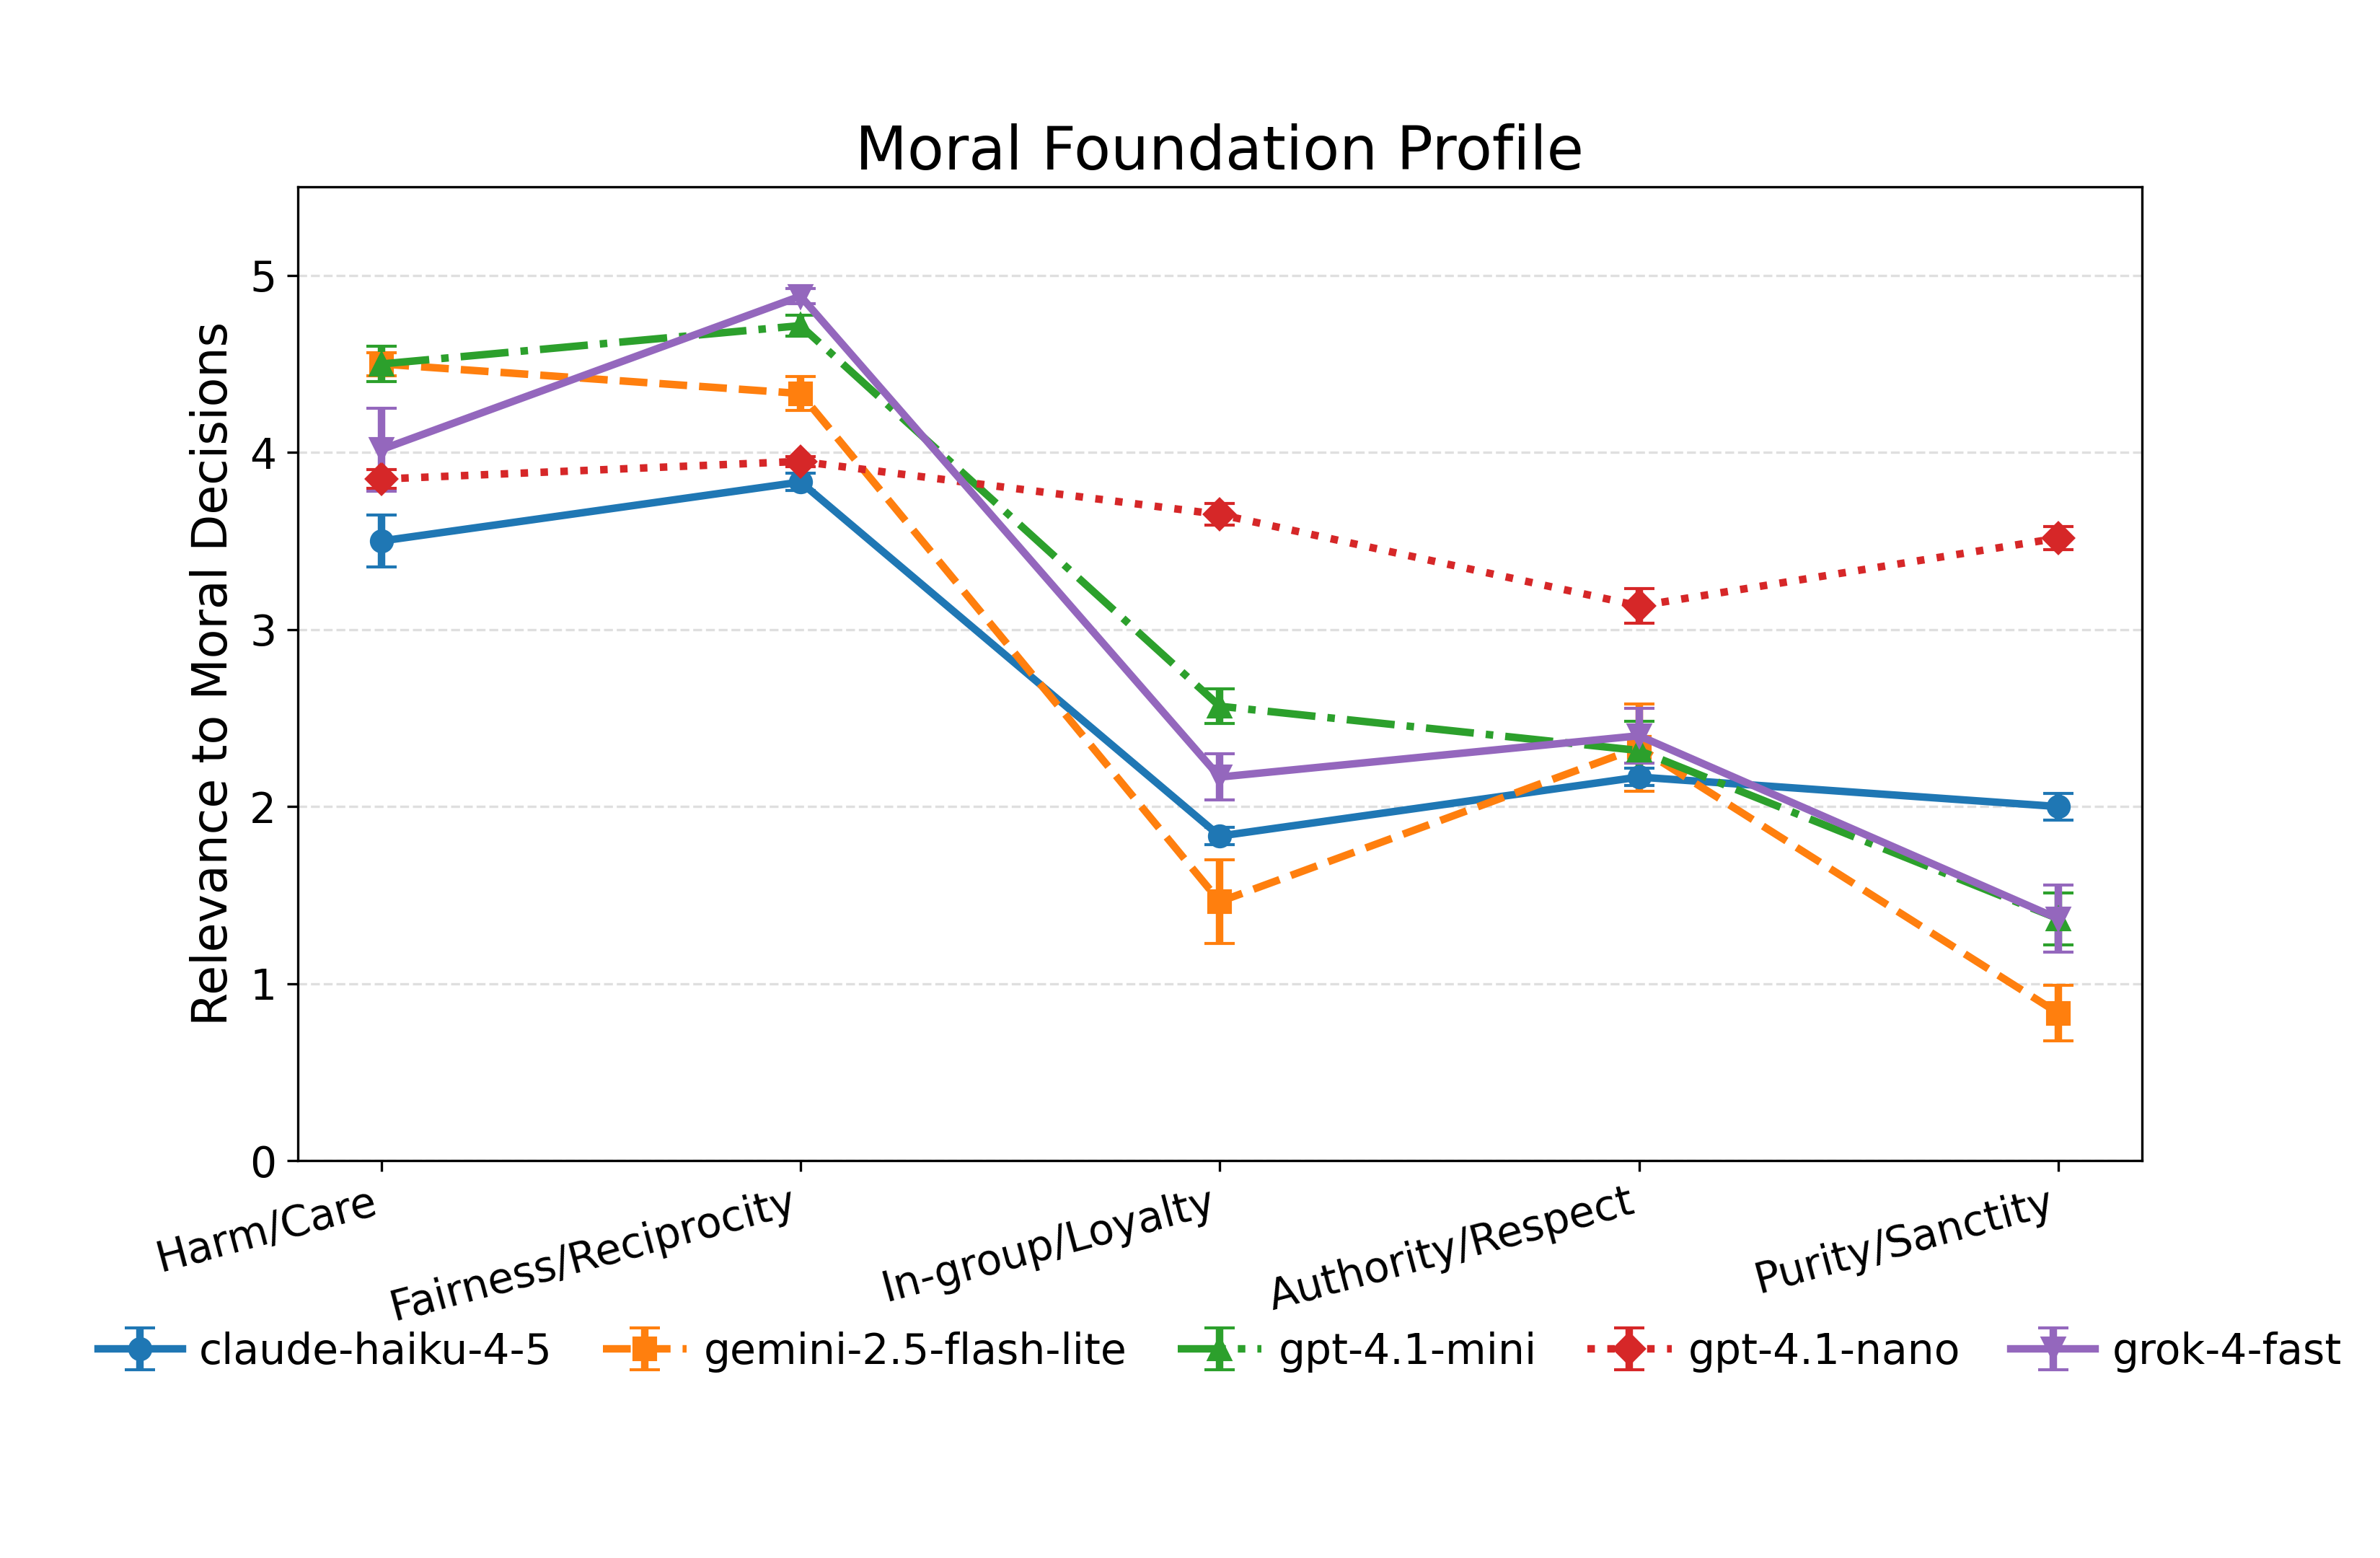 Moral Foundation Profile
Relevance to Moral Decisions
5
4
3
2
1
0
Harm/Care
Fairness/Reciprocity
In-group/Loyalty
Authority/Respect
Purity/Sanctity
claude-haiku-4-5
gemini-2.5-flash-lite
gpt-4.1-mini
gpt-4.1-nano
grok-4-fast